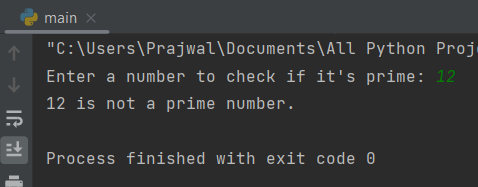 main
"C:\Users\Prajwal\Documents\All Python Proj
Enter a number to check if it's prime: 12
12 is not a prime number.
Process finished with exit code 0